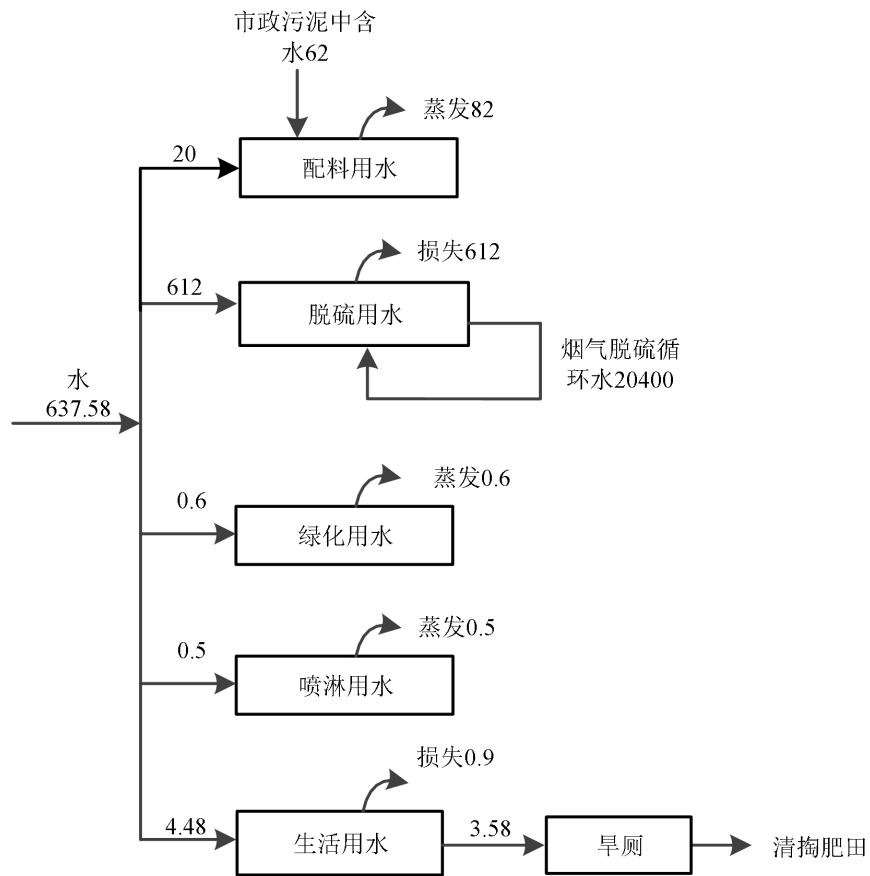 市政污泥中含
水62
蒸发82
20
配料用水
损失612
612
脱硫用水
烟气脱硫循
环水20400
水
637.58
蒸发0.6
0.6
绿化用水
蒸发0.5
0.5
喷淋用水
损失0.9
4.48
生活用水
3.58
旱厕
清掏肥田